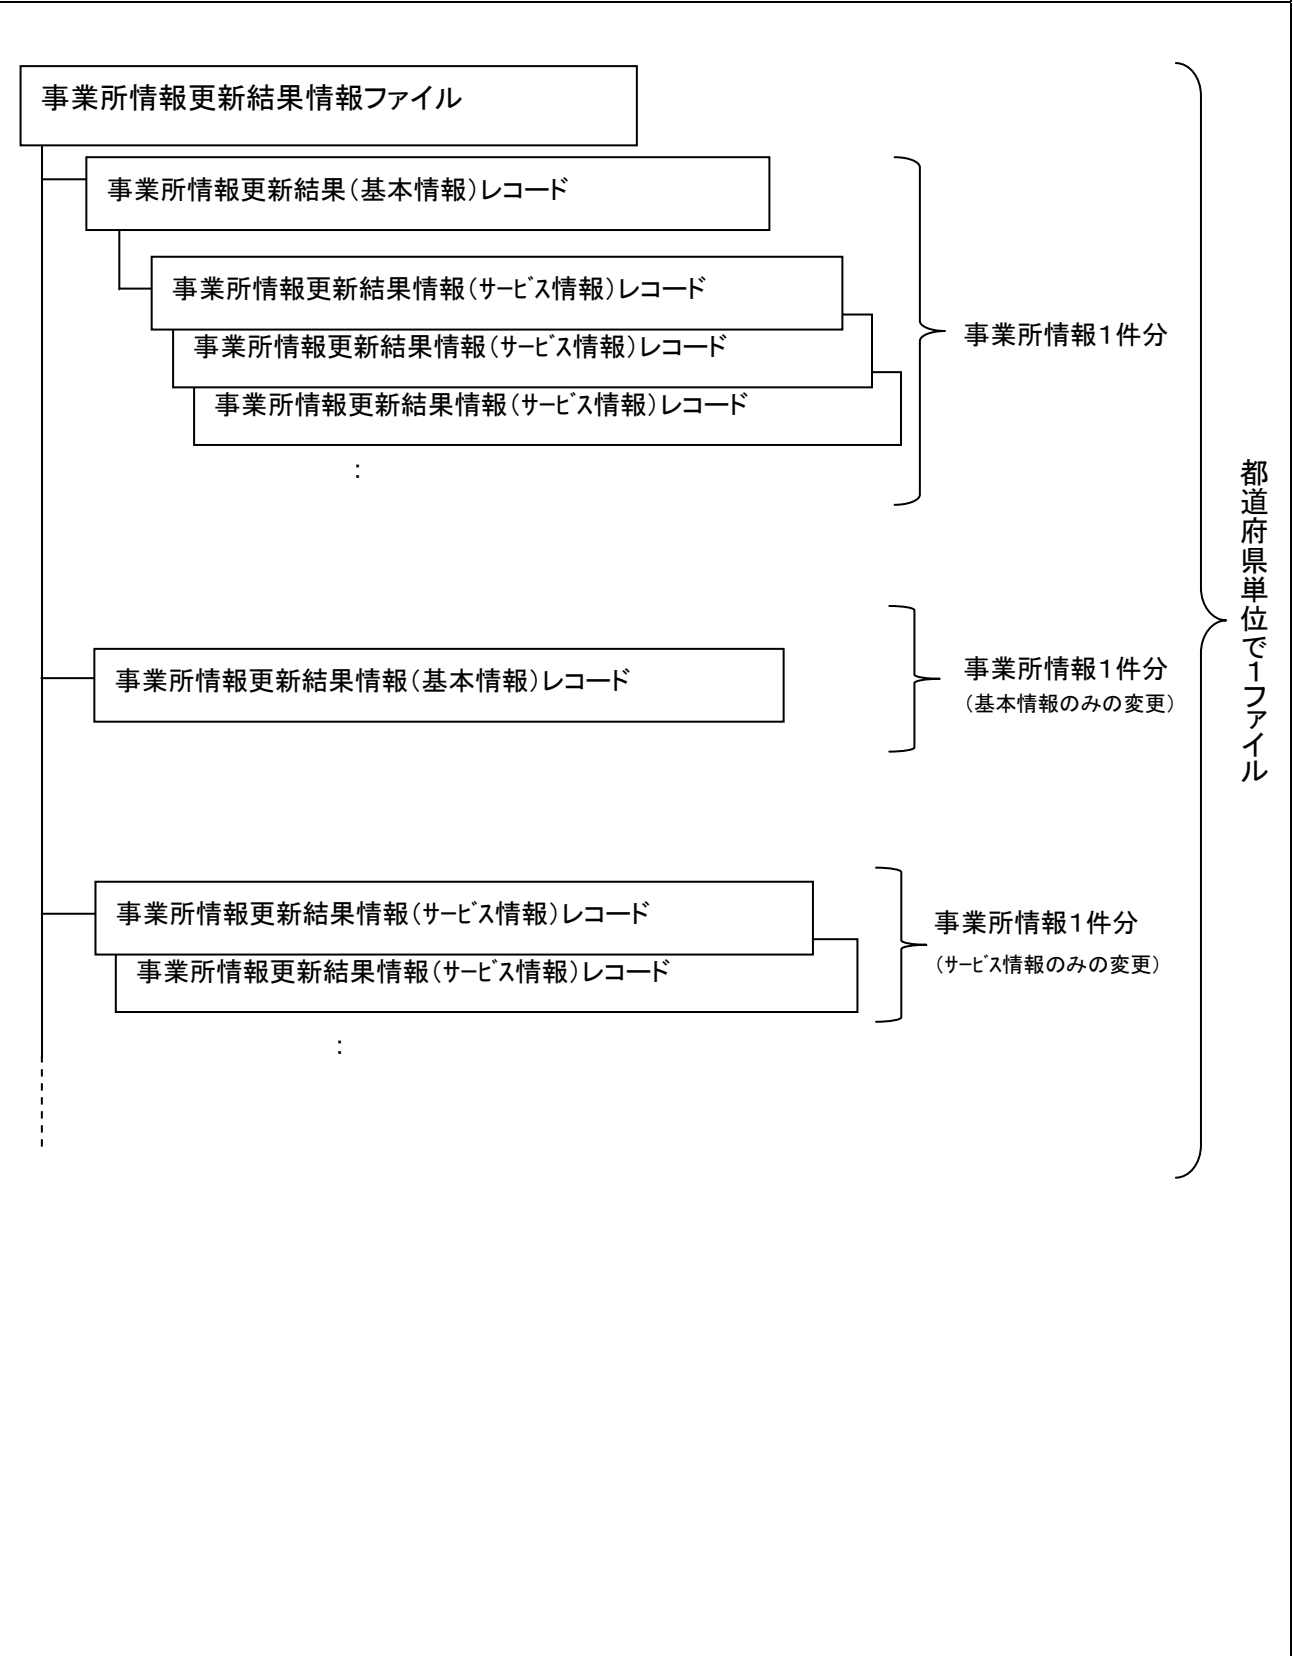 事業所情報更新結果情報ファイル
事業所情報更新結果（基本情報）レコード
事業所情報更新結果情報（ｻｰﾋﾞｽ情報）レコード
事業所情報更新結果情報（ｻｰﾋﾞｽ情報）レコード
事業所情報更新結果情報（ｻｰﾋﾞｽ情報）レコード
：
事業所情報１件分
事業所情報更新結果情報（基本情報）レコード
事業所情報１件分
（基本情報のみの変更）
事業所情報更新結果情報（ｻｰﾋﾞｽ情報）レコード
事業所情報更新結果情報（ｻｰﾋﾞｽ情報）レコード
：
事業所情報１件分
（ｻｰﾋﾞｽ情報のみの変更）
都道府県単位で１ファイル